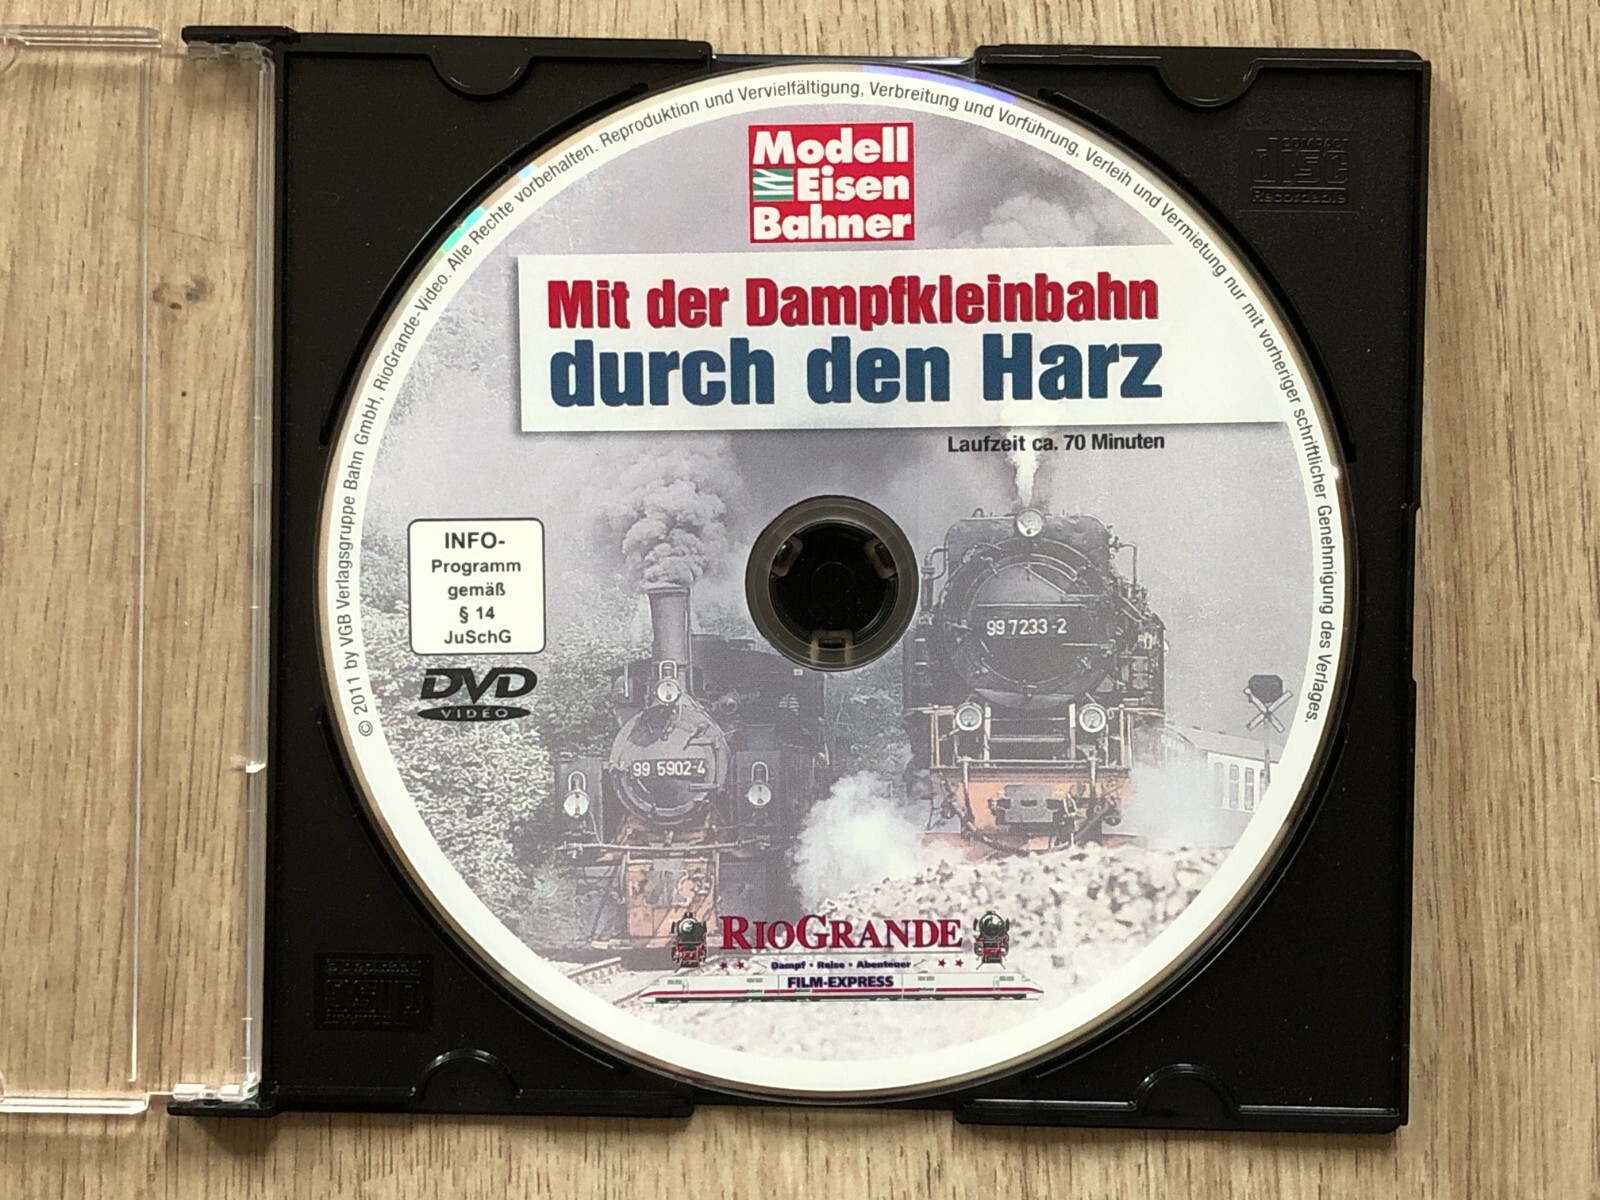 © 2011 by VGB Verlagsgruppe Bahn GmbH, RioGrande-Video. Alle Rechte vorbehalten. Reproduktion und Vervielfältigung, Verbreitung und Vorführung, Verleih und Vermietung nur mit vorheriger schriftlicher Genehmigung des Verlages.
Modell
Eisen
Bahner
COMPACT
disc
Recordable
Mit der Dampfkleinbahn
durch den Harz
Laufzeit ca. 70 Minuten
INFO-
Programm
gemäß
§ 14
JuSchG
DVD
VIDEO
99 7233-2
99 5902-4
RIOGRANDE
Dampf • Reise • Abenteuer
FILM-EXPRESS